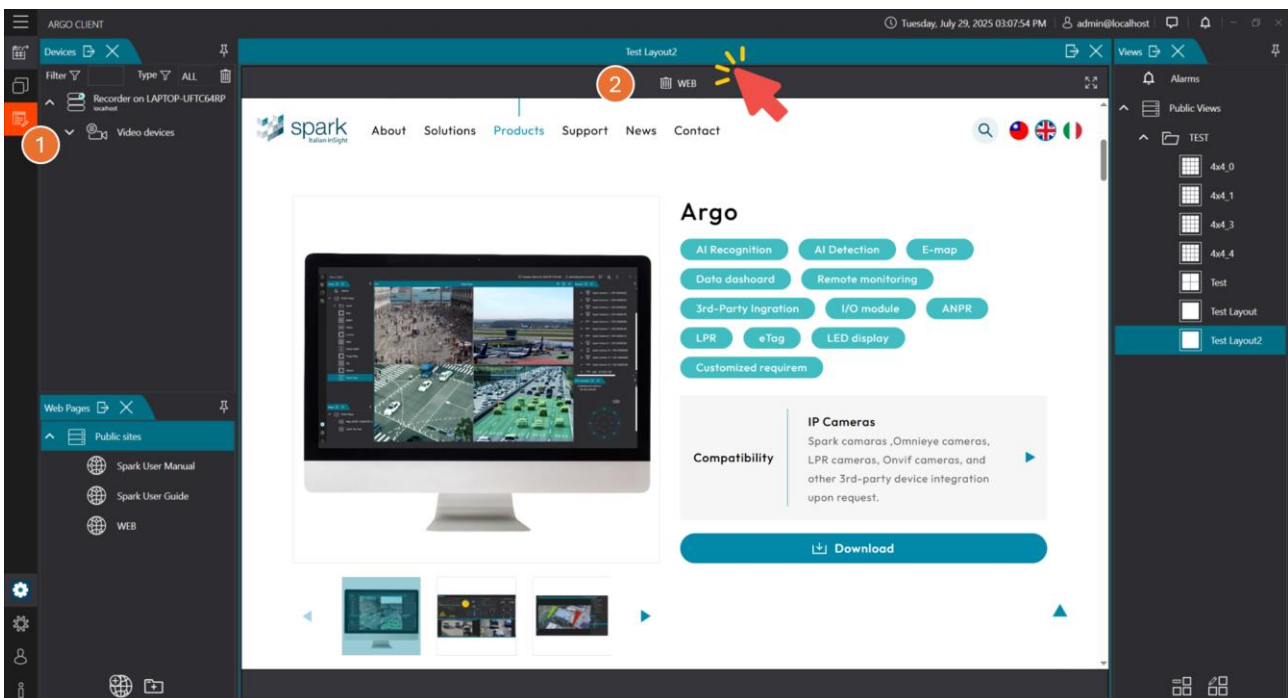 ARGO CLIENT
Tuesday, July 29, 2025 03:07:54 PM
admin@localhost
Devices
Filter
Type
ALL
Recorder on LAPTOP-UFTC64RP
localhost
Video devices
1
Web Pages
Public sites
Spark User Manual
Spark User Guide
WEB
Test Layout2
2
WEB
spark
Italian InSight
About
Solutions
Products
Support
News
Contact
Argo
AI Recognition
AI Detection
E-map
Data dashoard
Remote monitoring
3rd-Party Ingration
I/O module
ANPR
LPR
eTag
LED display
Customized requirem
Compatibility
IP Cameras
Spark camaras ,Omnieye cameras,
LPR cameras, Onvif cameras, and
other 3rd-party device integration
upon request.
Download
Views
Alarms
Public Views
TEST
4x4_0
4x4_1
4x4_3
4x4_4
Test
Test Layout
Test Layout2